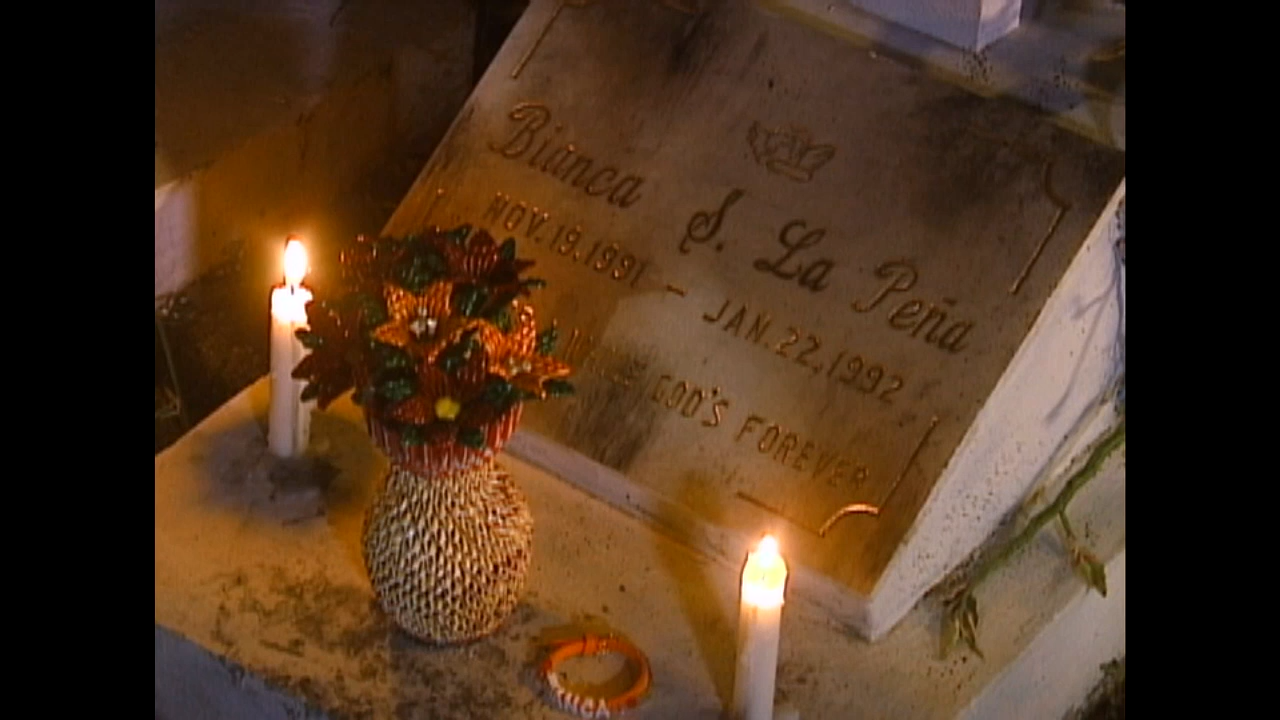 Bianca S. La Peña
NOV.19.1991 — JAN.22,1992
GOD'S FOREVER